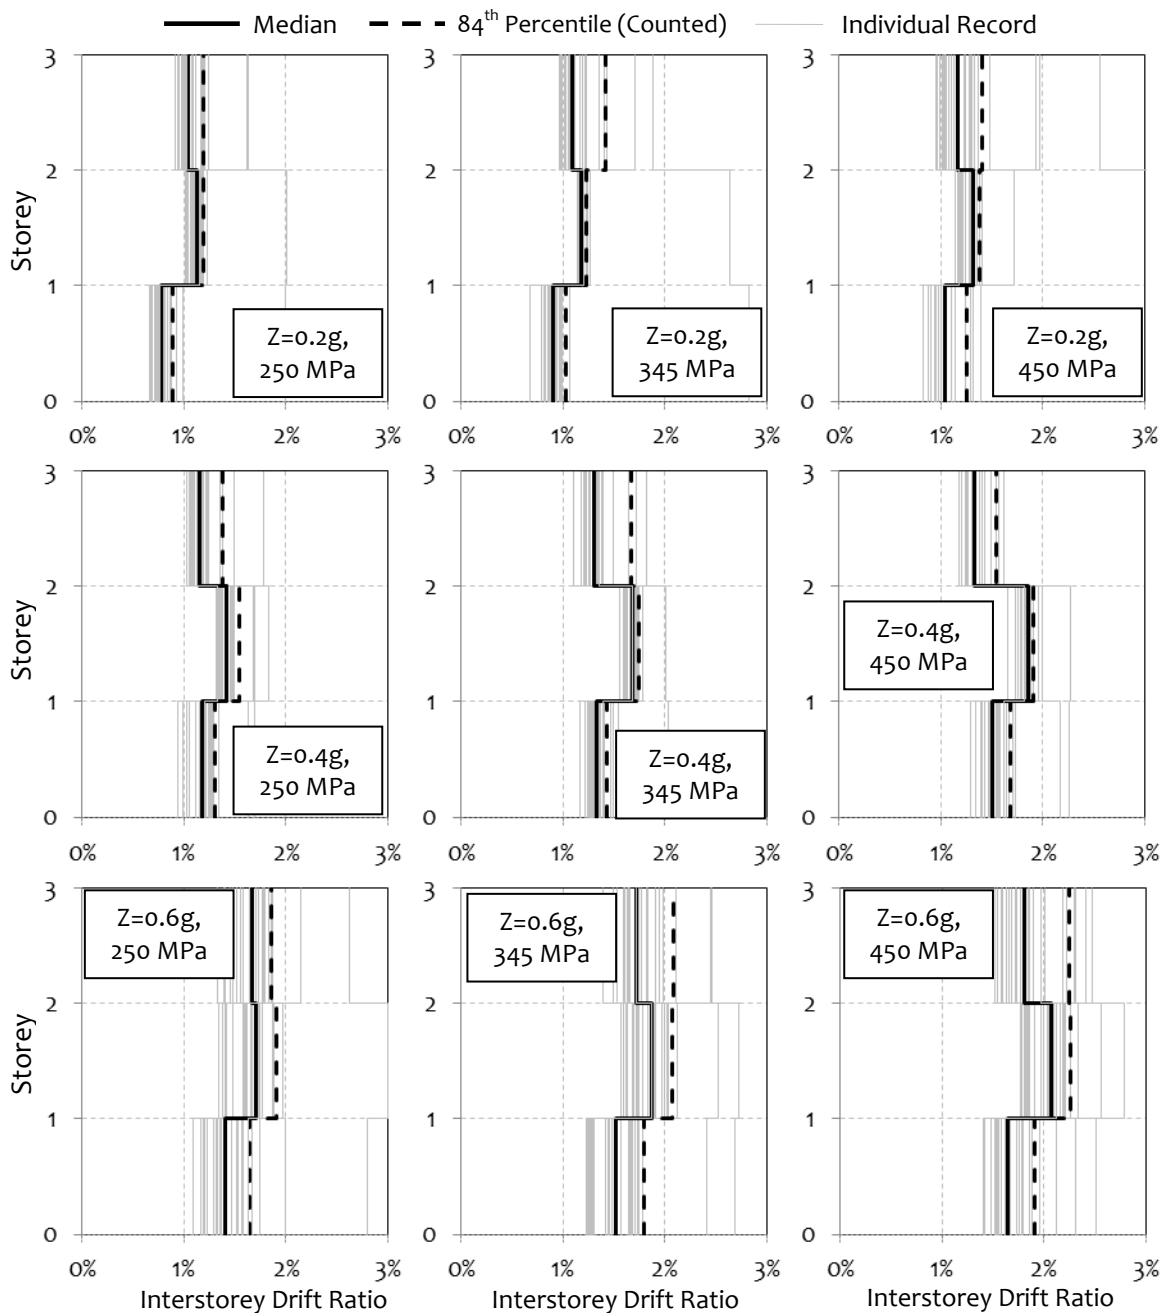 Median 84th Percentile (Counted) Individual Record
3 3 3
2 2 2
Storey
1 1 1
Z=0.2g, Z=0.2g, Z=0.2g,
250 MPa 345 MPa 450 MPa
0 0 0
0% 1% 2% 3% 0% 1% 2% 3% 0% 1% 2% 3%
3 3 3
2 2 2
Storey
Z=0.4g,
450 MPa
1 1 1
Z=0.4g, Z=0.4g,
250 MPa 345 MPa
0 0 0
0% 1% 2% 3% 0% 1% 2% 3% 0% 1% 2% 3%
3 3 3
Z=0.6g, Z=0.6g, Z=0.6g,
250 MPa 345 MPa 450 MPa
2 2 2
Storey
1 1 1
0 0 0
0% 1% 2% 3% 0% 1% 2% 3% 0% 1% 2% 3%
Interstorey Drift Ratio Interstorey Drift Ratio Interstorey Drift Ratio